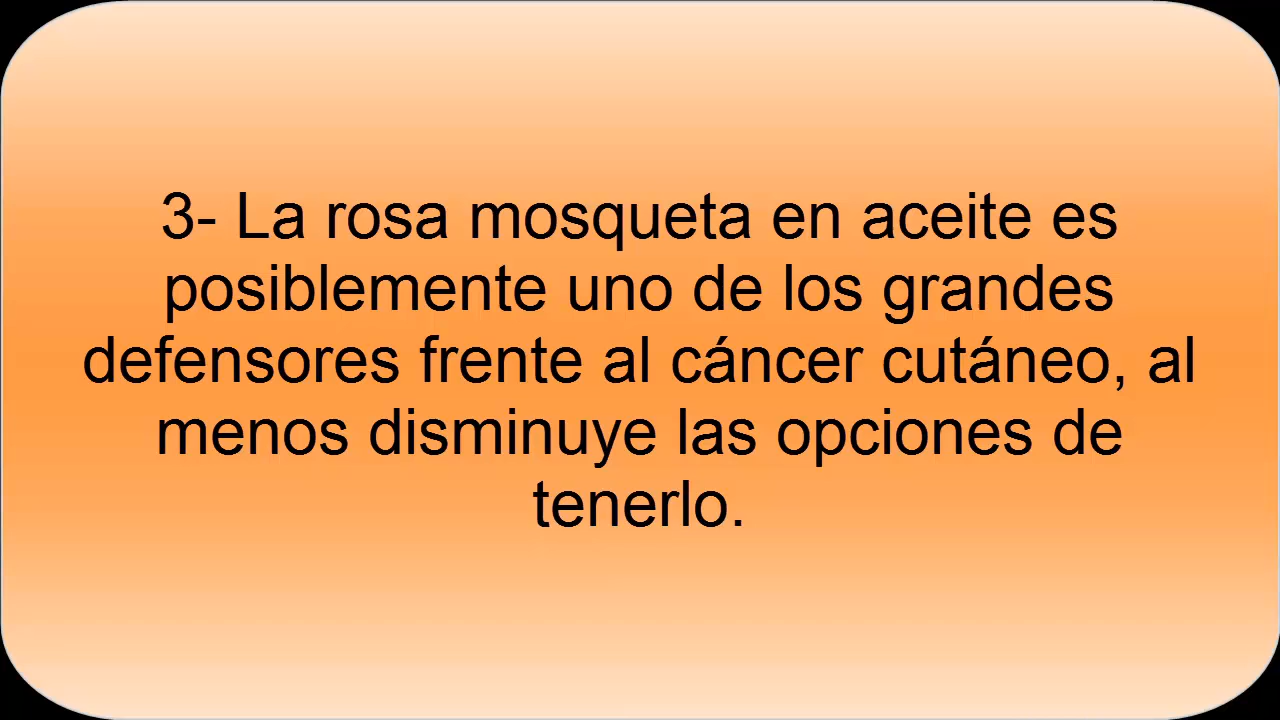 3- La rosa mosqueta en aceite es
posiblemente uno de los grandes
defensores frente al cáncer cutáneo, al
menos disminuye las opciones de
tenerlo.